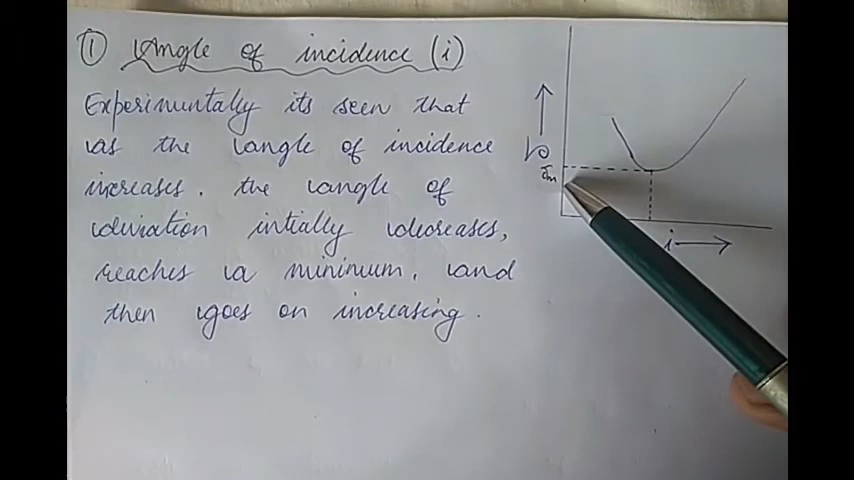 ① Angle of incidence (i)
Experimentally its seen that
as the angle of incidence
increases. the angle of
deviation intially decreases,
reaches a minimum, and
then goes on increasing.
δ
δm
i